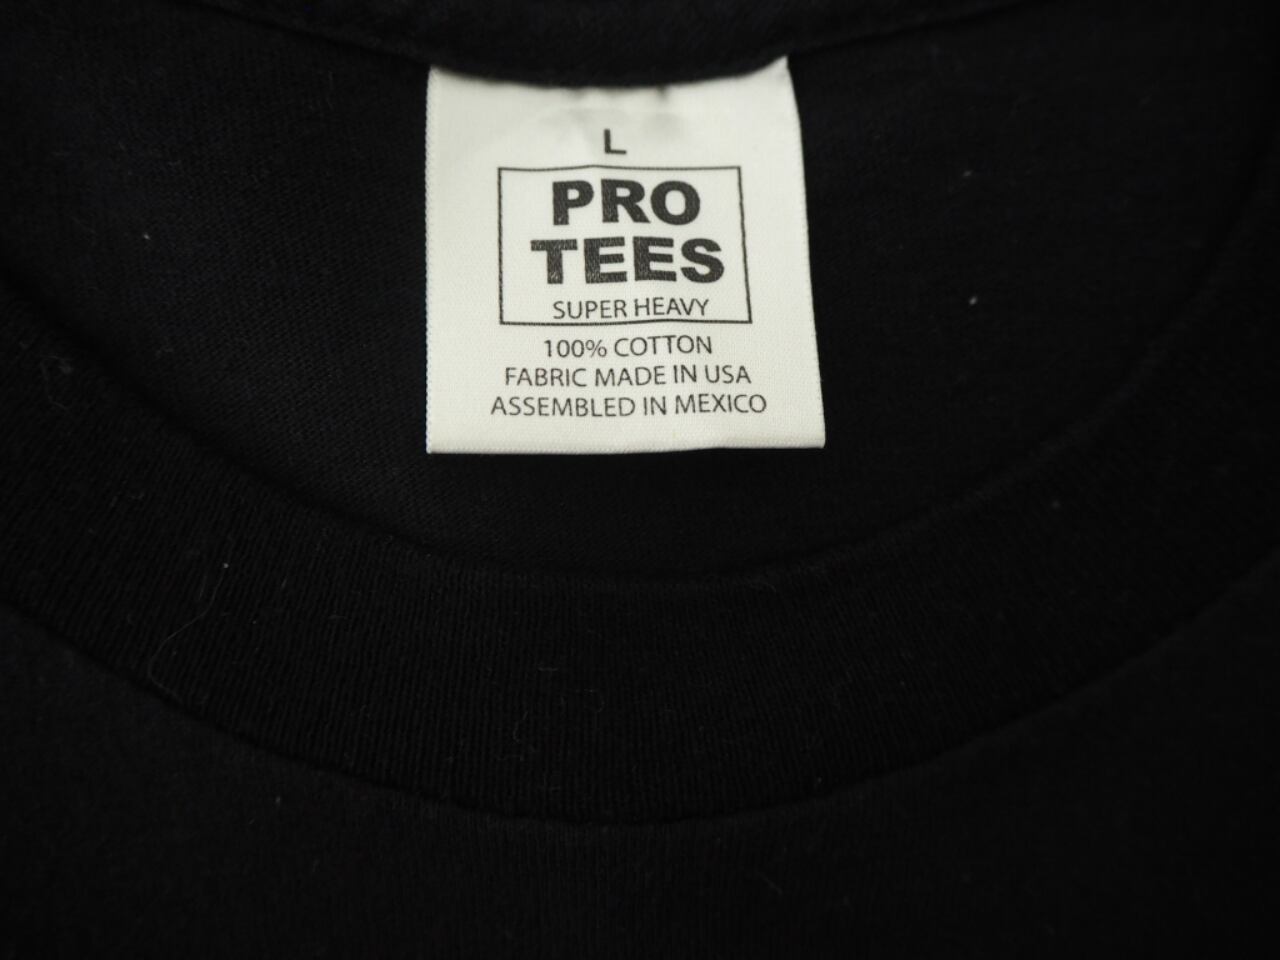 L
PRO
TEES
SUPER HEAVY
100% COTTON
FABRIC MADE IN USA
ASSEMBLED IN MEXICO